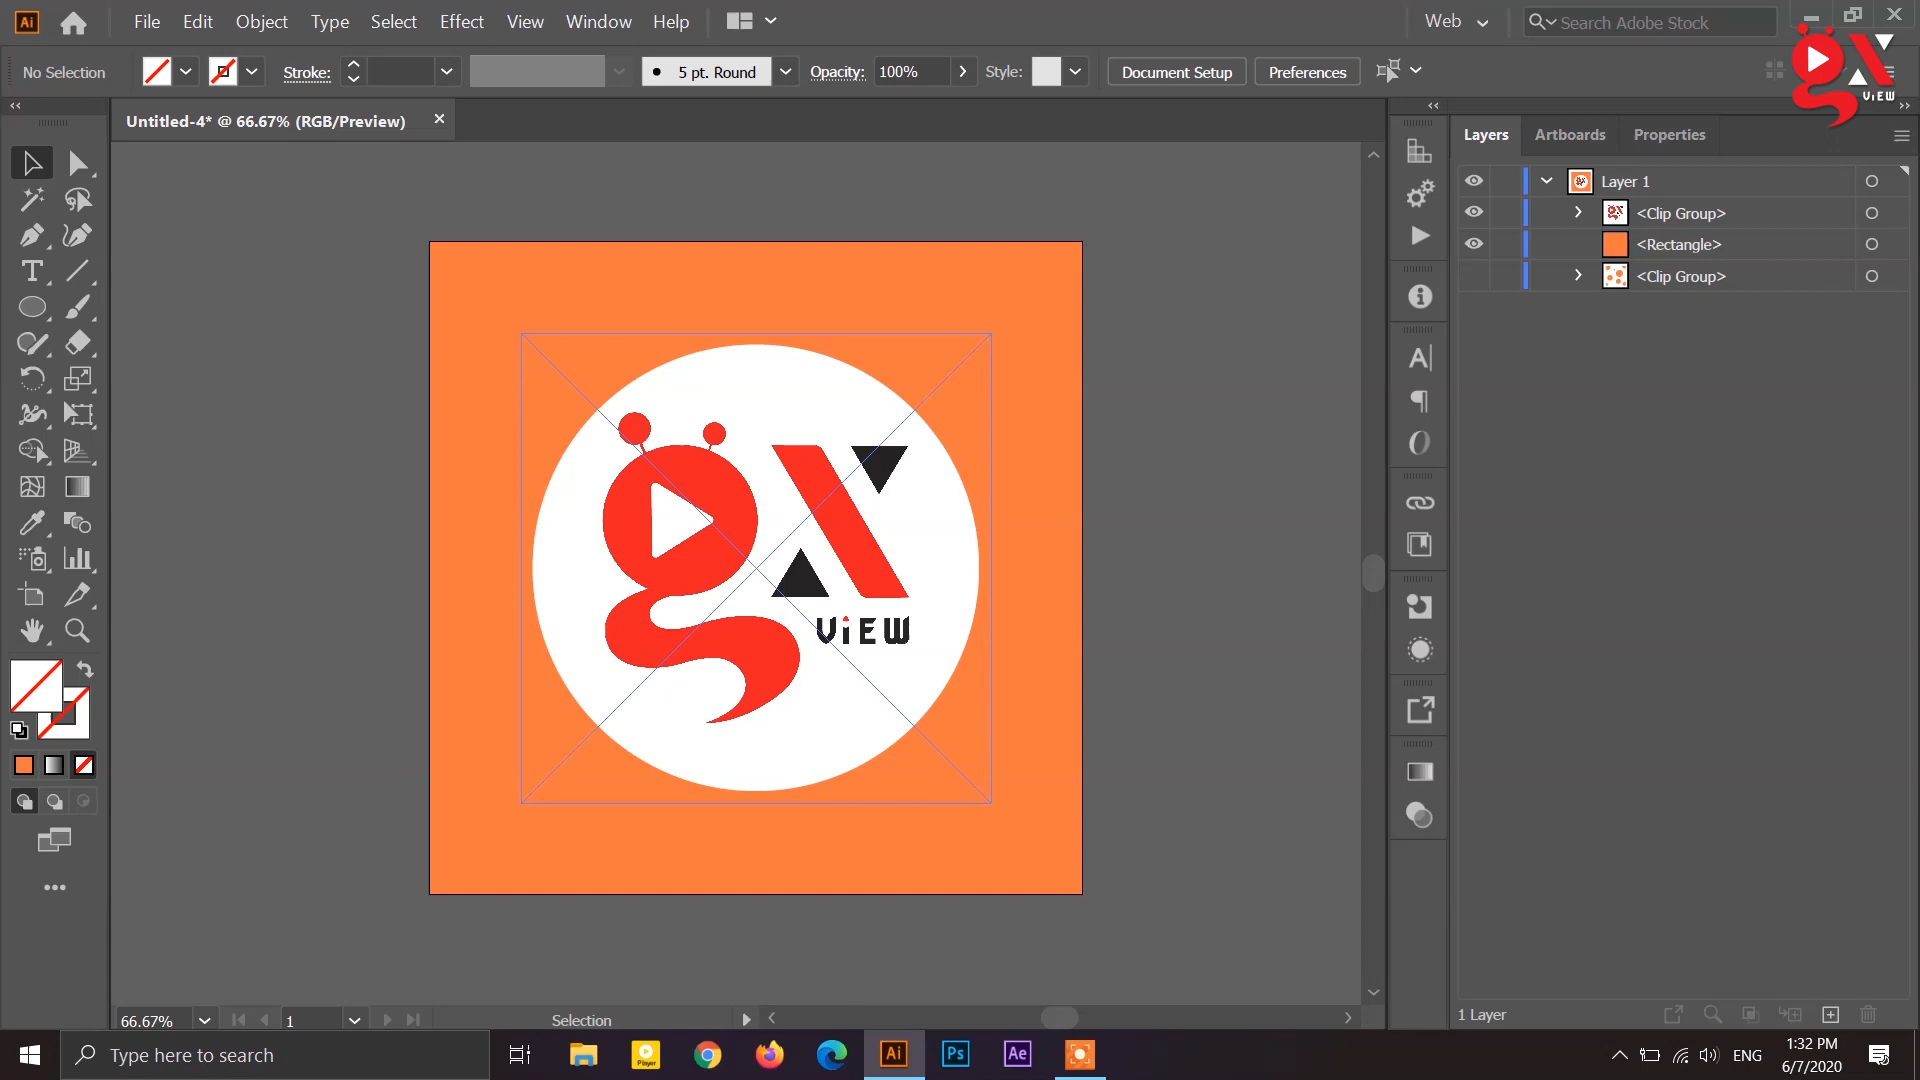 Ai File Edit Object Type Select Effect View Window Help Web Search Adobe Stock
No Selection Stroke: 5 pt. Round Opacity: 100% Style: Document Setup Preferences
gx
ViEW
Untitled-4* @ 66.67% (RGB/Preview)
Layers Artboards Properties
Layer 1
<Clip Group>
<Rectangle>
<Clip Group>
gx
ViEW
66.67% 1 Selection
1 Layer
Type here to search
Player
Ai Ps Ae
ENG
1:32 PM
6/7/2020